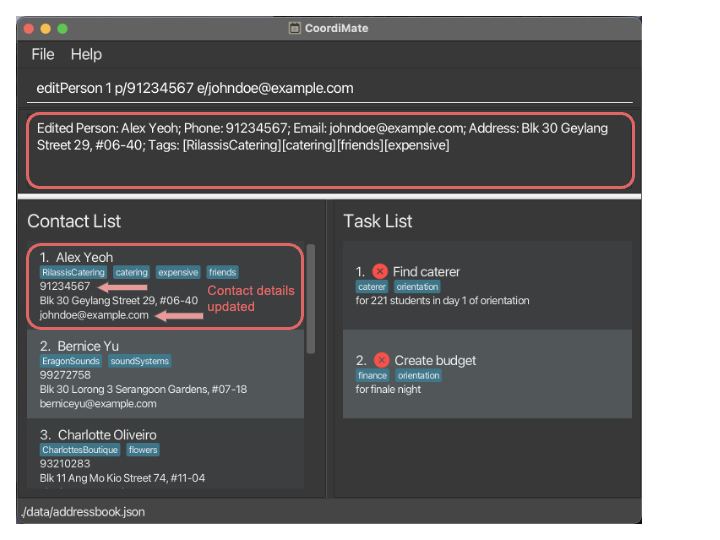 CoordiMate
File Help
editPerson 1 p/91234567 e/johndoe@example.com
Edited Person: Alex Yeoh; Phone: 91234567; Email: johndoe@example.com; Address: Blk 30 Geylang
Street 29, #06-40; Tags: [RilassisCatering][catering][friends][expensive]
Contact List
1. Alex Yeoh
RilassisCatering catering expensive friends
91234567
Blk 30 Geylang Street 29, #06-40
johndoe@example.com
Contact details
updated
2. Bernice Yu
EragonSounds soundSystems
99272758
Blk 30 Lorong 3 Serangoon Gardens, #07-18
berniceyu@example.com
3. Charlotte Oliveiro
CharlottesBoutique flowers
93210283
Blk 11 Ang Mo Kio Street 74, #11-04
Task List
1. Find caterer
caterer orientation
for 221 students in day 1 of orientation
2. Create budget
finance orientation
for finale night
./data/addressbook.json